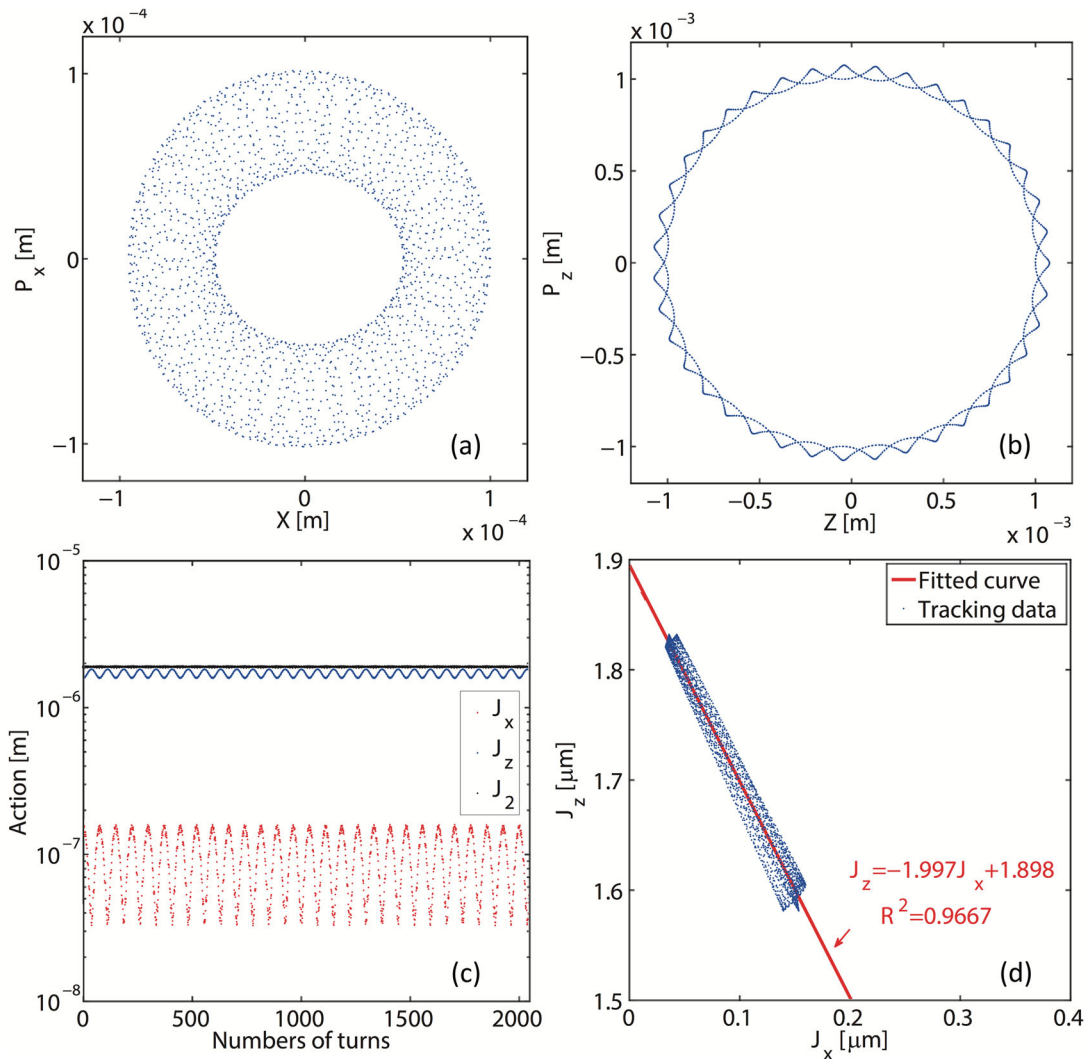 x 10⁻⁴
1
0
−1
P_x [m]
(a)
−1
0
1
X [m]
x 10⁻⁴
x 10⁻³
1
0.5
0
−0.5
−1
P_z [m]
(b)
−1
−0.5
0
0.5
1
Z [m]
x 10⁻³
10⁻⁵
10⁻⁶
10⁻⁷
10⁻⁸
Action [m]
J_x
J_z
J_2
(c)
0
500
1000
1500
2000
Numbers of turns
1.9
1.8
1.7
1.6
1.5
J_z [μm]
Fitted curve
Tracking data
J_z=−1.997J_x+1.898
R²=0.9667
(d)
0
0.1
0.2
0.3
0.4
J_x [μm]